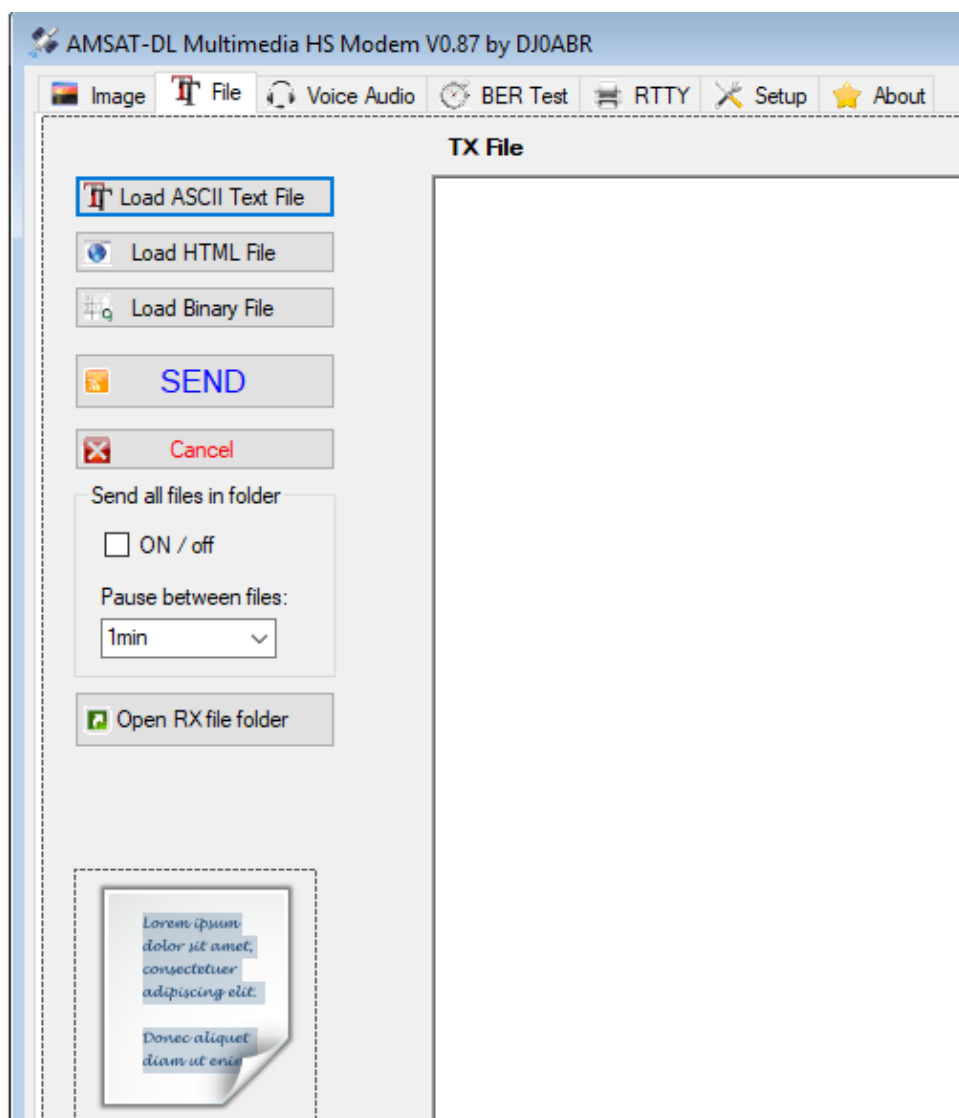 AMSAT-DL Multimedia HS Modem V0.87 by DJ0ABR
Image File Voice Audio BER Test RTTY Setup About
TX File
Load ASCII Text File
Load HTML File
Load Binary File
SEND
Cancel
Send all files in folder
ON / off
Pause between files:
1min
Open RX file folder
Lorem ipsum
dolor sit amet,
consectetuer
adipiscing elit.
Donec aliquet
diam ut enim